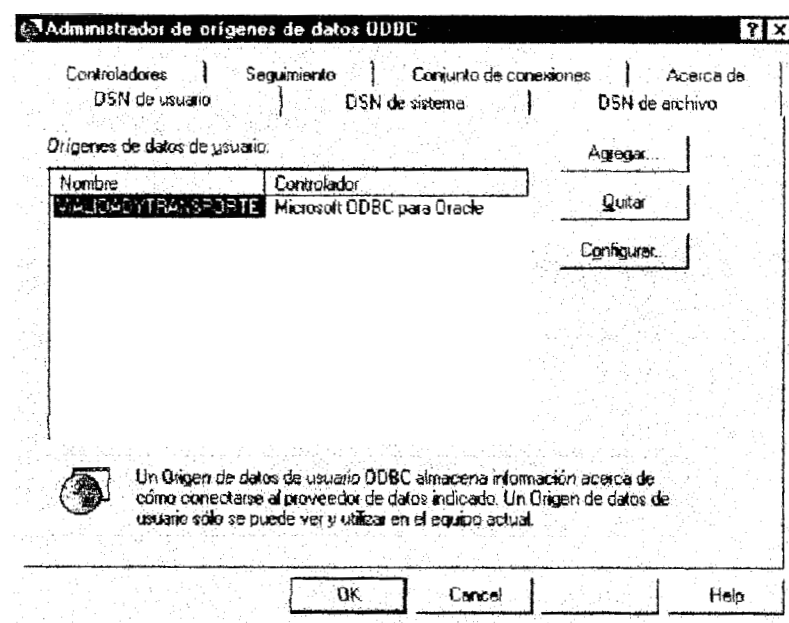 Administrador de orígenes de datos ODBC
Controladores Seguimiento Conjunto de conexiones Acerca de
DSN de usuario DSN de sistema DSN de archivo
Orígenes de datos de usuario:
Agregar...
Nombre Controlador
VALIDADYTRANSPORTE Microsoft ODBC para Oracle
Quitar
Configurar...
Un Origen de datos de usuario ODBC almacena información acerca de
cómo conectarse al proveedor de datos indicado. Un Origen de datos de
usuario sólo se puede ver y utilizar en el equipo actual.
OK Cancel Help